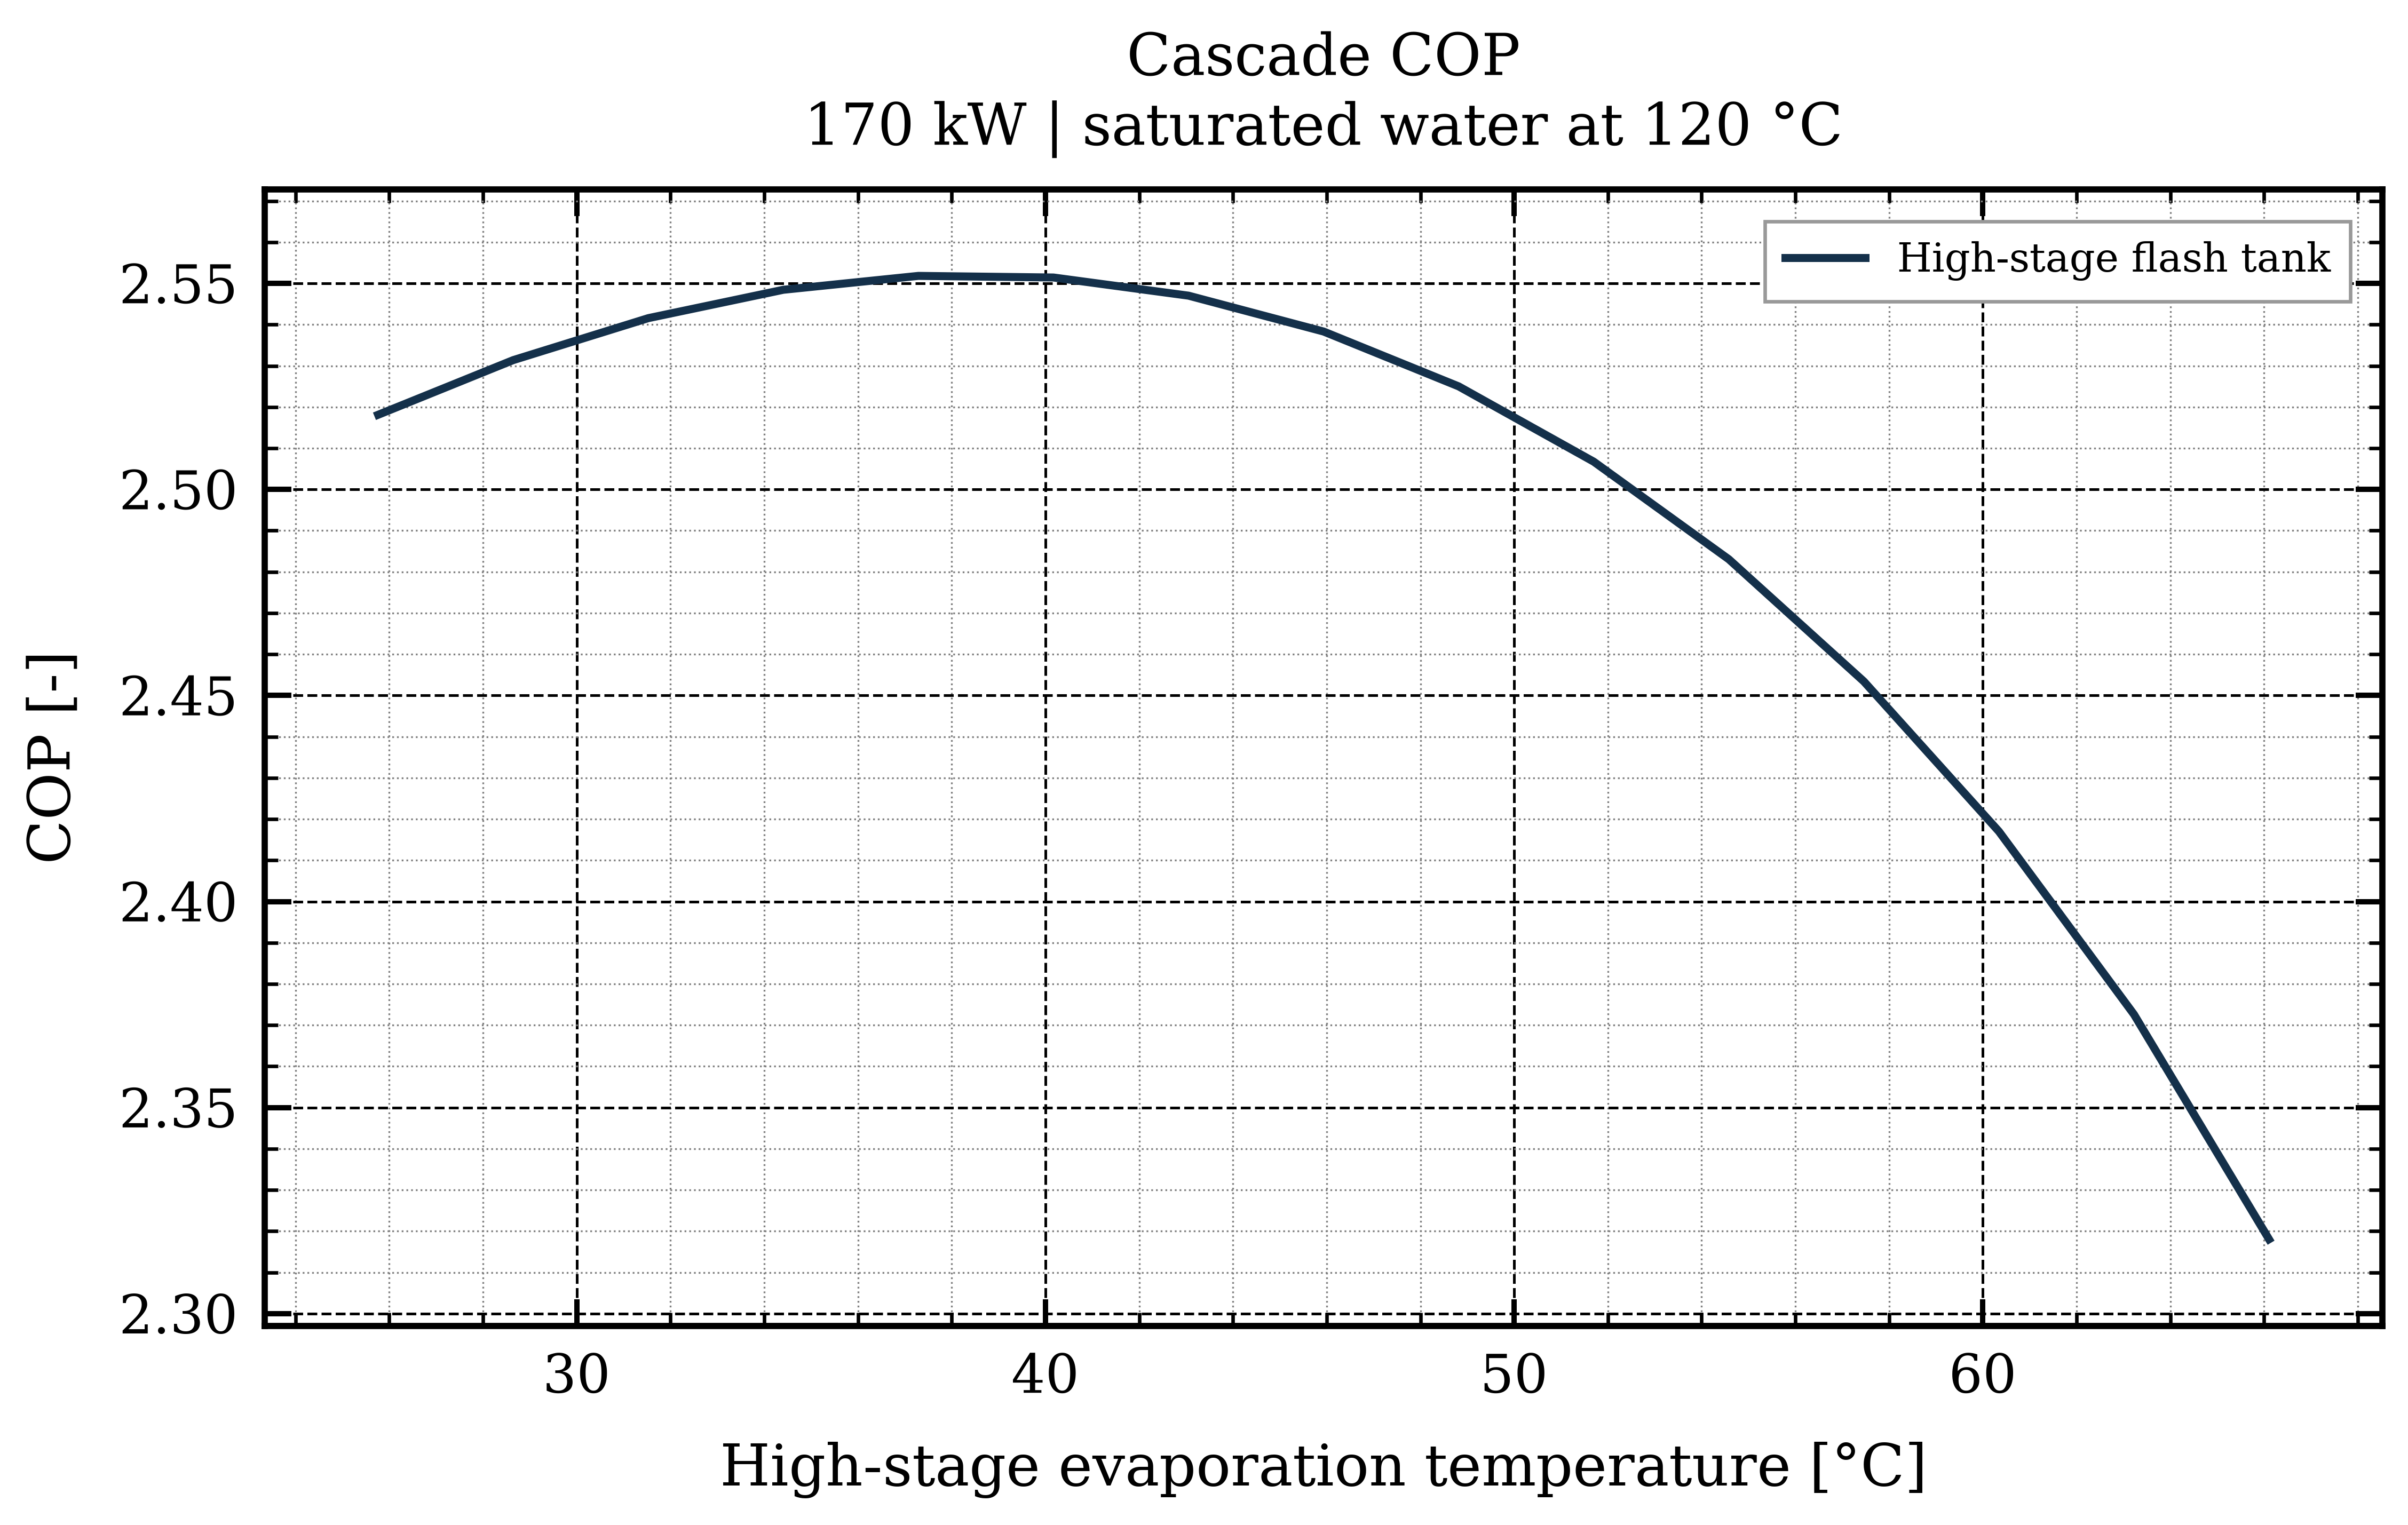 Cascade COP
170 kW | saturated water at 120 °C
High-stage flash tank
COP [-]
2.55
2.50
2.45
2.40
2.35
2.30
30 40 50 60
High-stage evaporation temperature [°C]